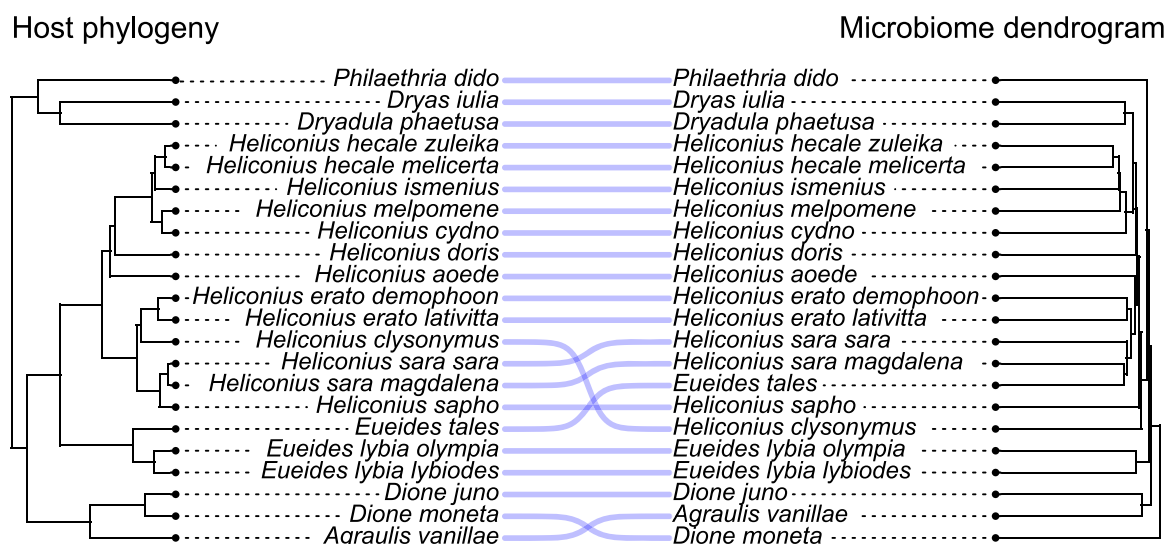 Host phylogeny Microbiome dendrogram
Philaethria dido Philaethria dido
Dryas iulia Dryas iulia
Dryadula phaetusa Dryadula phaetusa
Heliconius hecale zuleika Heliconius hecale zuleika
Heliconius hecale melicerta Heliconius hecale melicerta
Heliconius ismenius Heliconius ismenius
Heliconius melpomene Heliconius melpomene
Heliconius cydno Heliconius cydno
Heliconius doris Heliconius doris
Heliconius aoede Heliconius aoede
Heliconius erato demophoon Heliconius erato demophoon
Heliconius erato lativitta Heliconius erato lativitta
Heliconius clysonymus Heliconius sara sara
Heliconius sara sara Heliconius sara magdalena
Heliconius sara magdalena Eueides tales
Heliconius sapho Heliconius sapho
Eueides tales Heliconius clysonymus
Eueides lybia olympia Eueides lybia olympia
Eueides lybia lybiodes Eueides lybia lybiodes
Dione juno Dione juno
Dione moneta Agraulis vanillae
Agraulis vanillae Dione moneta